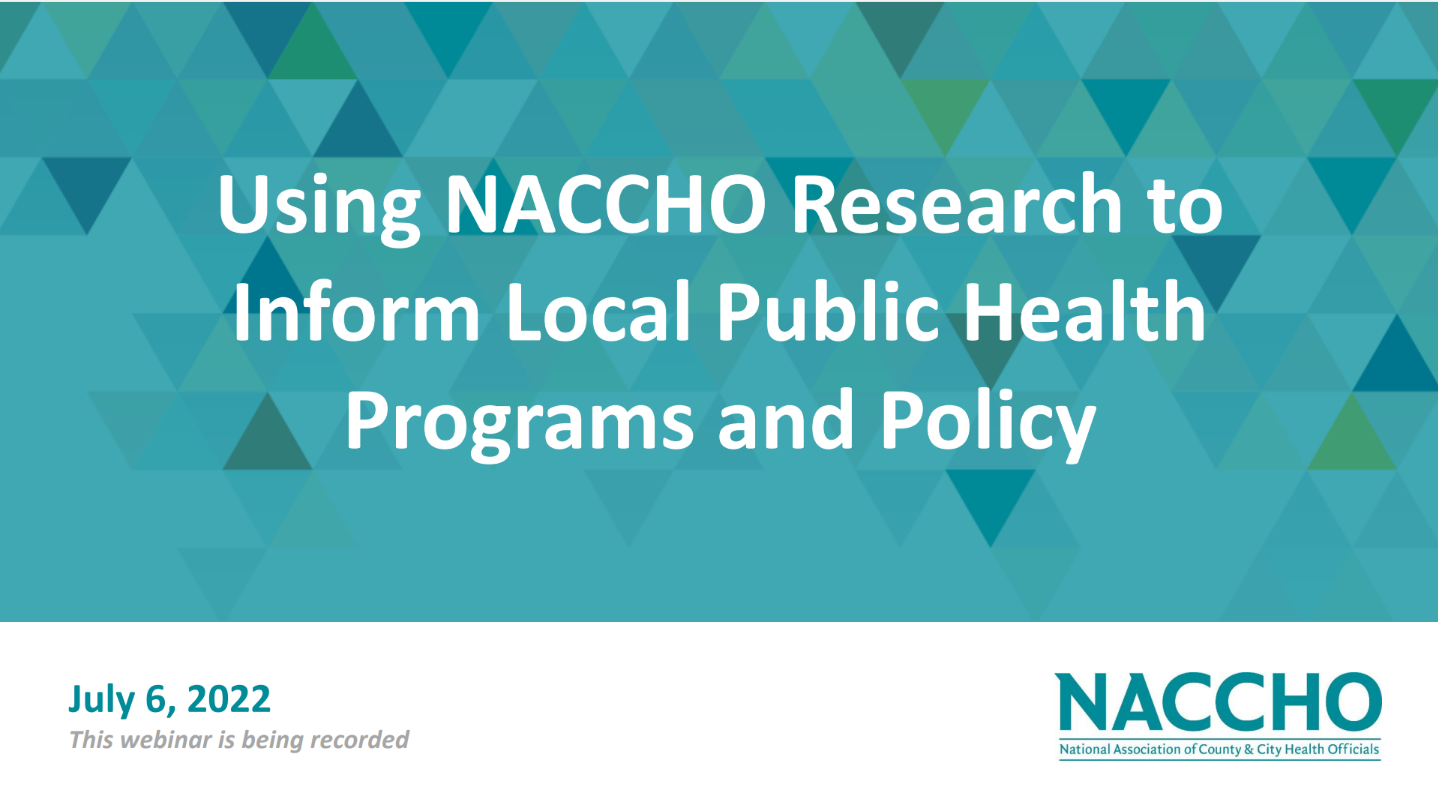 Using NACCHO Research to
Inform Local Public Health
Programs and Policy
July 6, 2022
This webinar is being recorded
NACCHO
National Association of County & City Health Officials